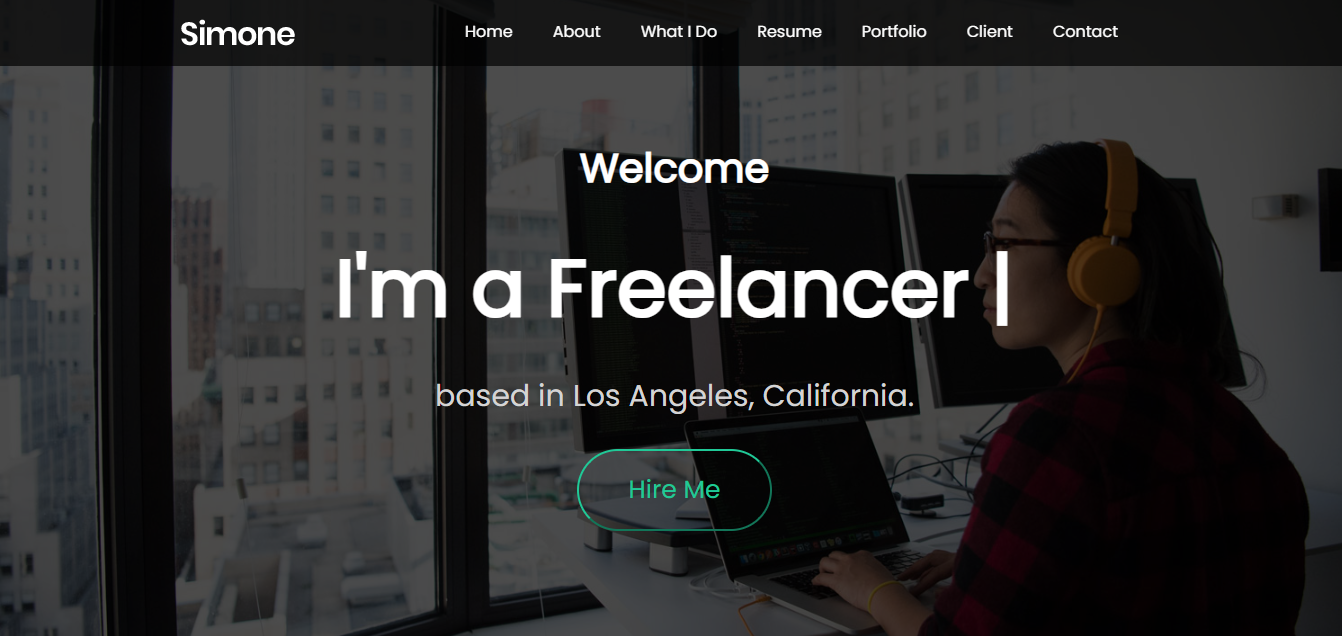 Simone
Home About What I Do Resume Portfolio Client Contact
Welcome
I'm a Freelancer |
based in Los Angeles, California.
Hire Me